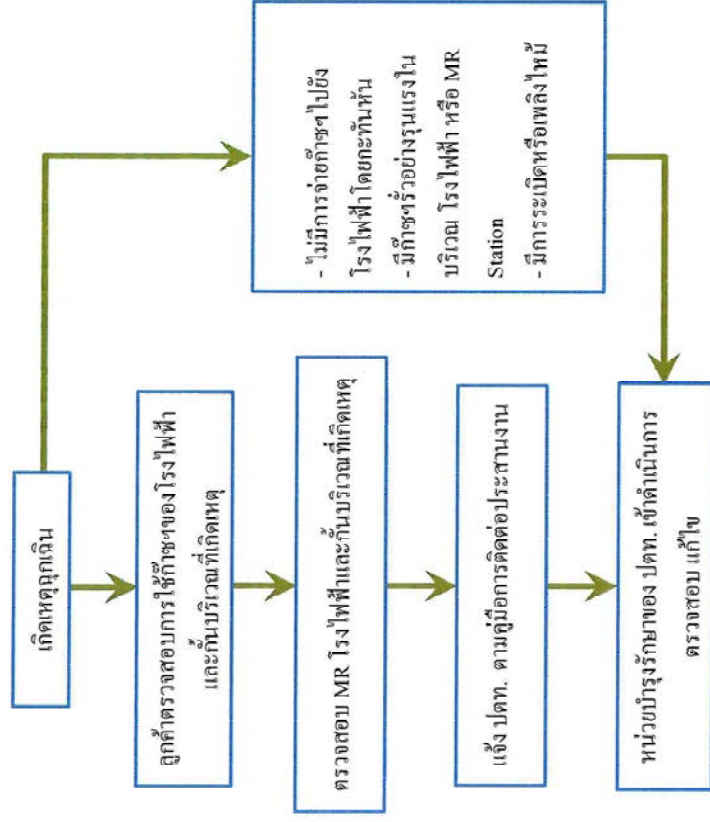 เกิดเหตุฉุกเฉิน
ลูกค้าตรวจสอบการใช้ก๊าซฯของโรงไฟฟ้า
และกั้นบริเวณที่เกิดเหตุ
ตรวจสอบ MR โรงไฟฟ้าและกั้นบริเวณที่เกิดเหตุ
แจ้ง ปตท. ตามคู่มือการติดต่อประสานงาน
หน่วยบำรุงรักษาของ ปตท. เข้าดำเนินการ
ตรวจสอบ แก้ไข
- ไม่มีการจ่ายก๊าซฯไปยัง
โรงไฟฟ้าโดยกะทันหัน
- มีก๊าซฯรั่วอย่างรุนแรงใน
บริเวณ โรงไฟฟ้า หรือ MR
Station
- มีการระเบิดหรือเพลิงไหม้